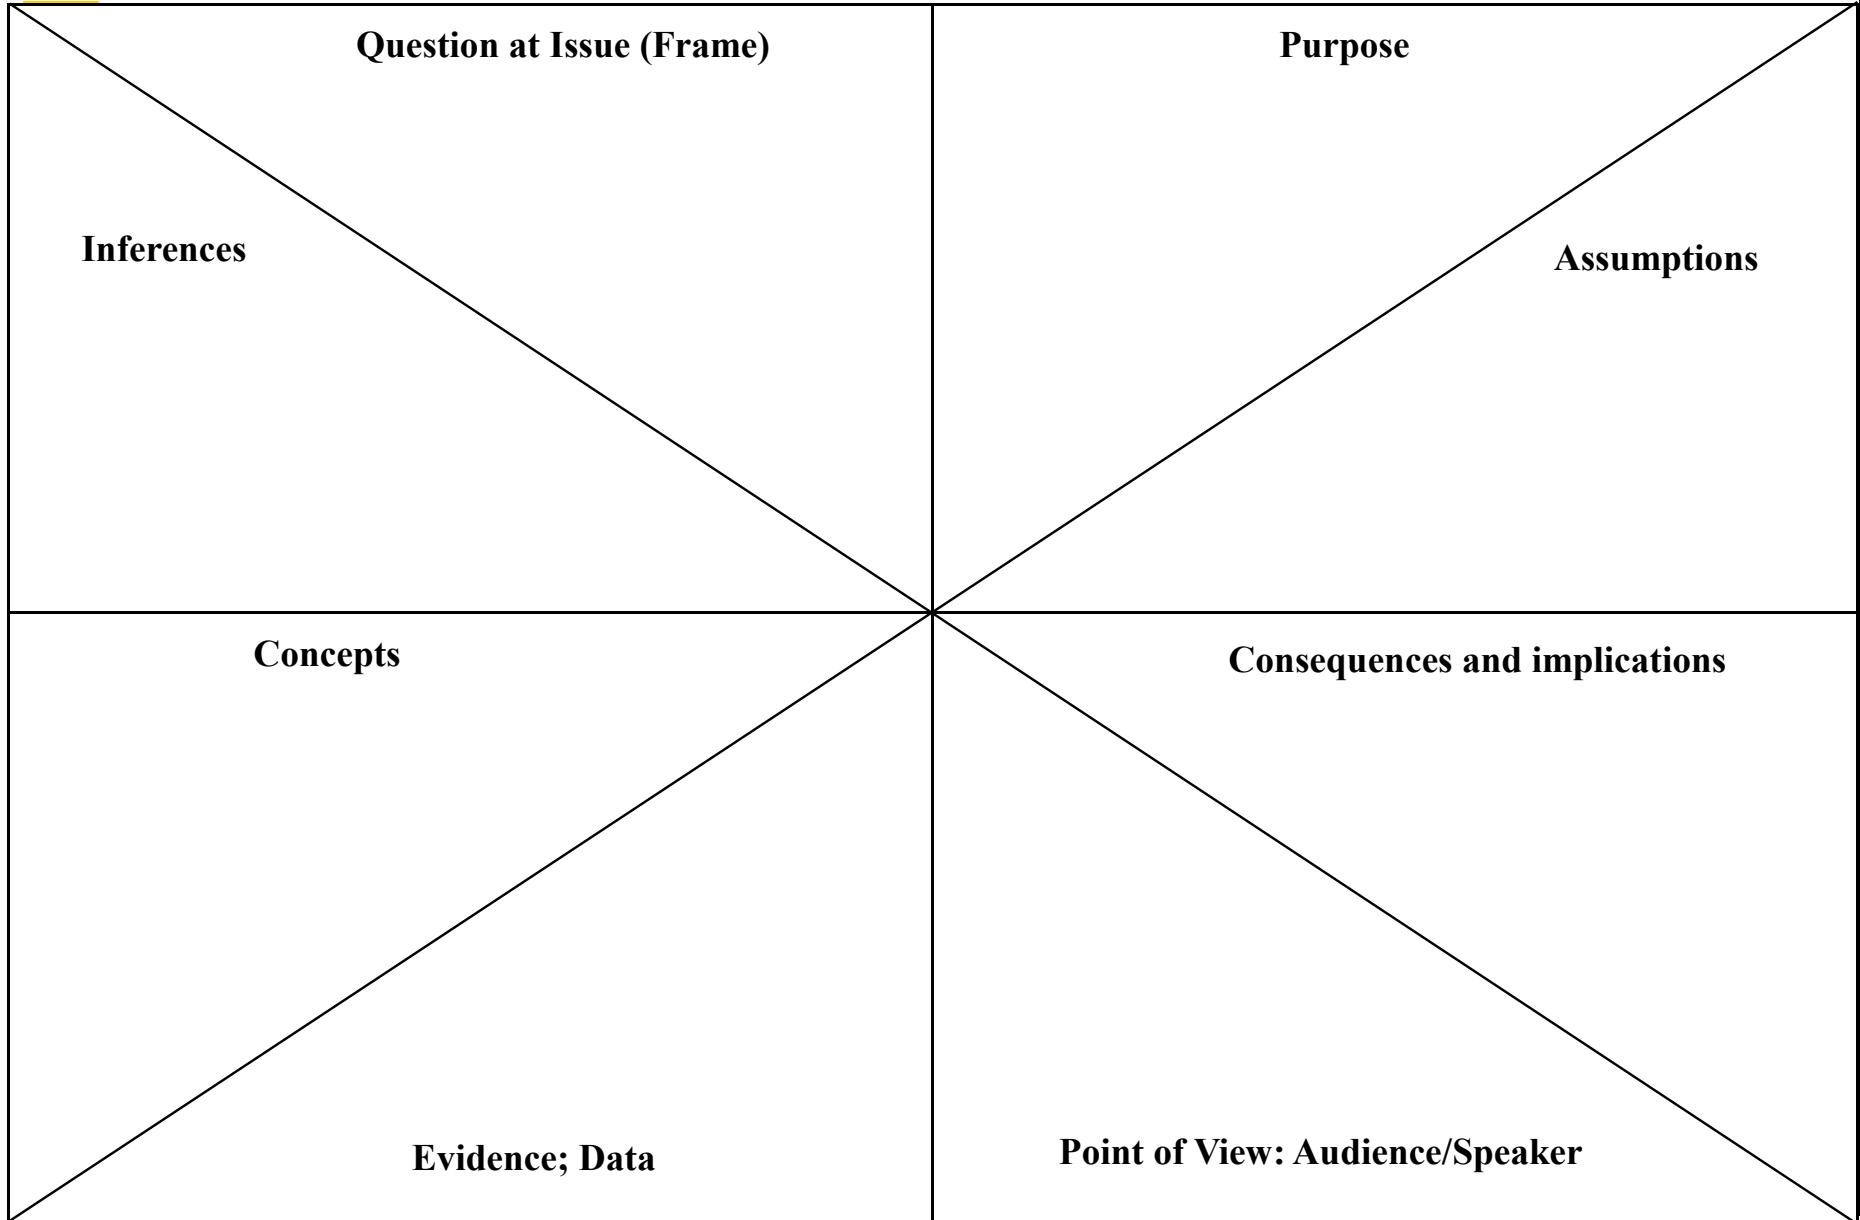 Question at Issue (Frame)
Purpose
Inferences
Assumptions
Concepts
Consequences and implications
Evidence; Data
Point of View: Audience/Speaker